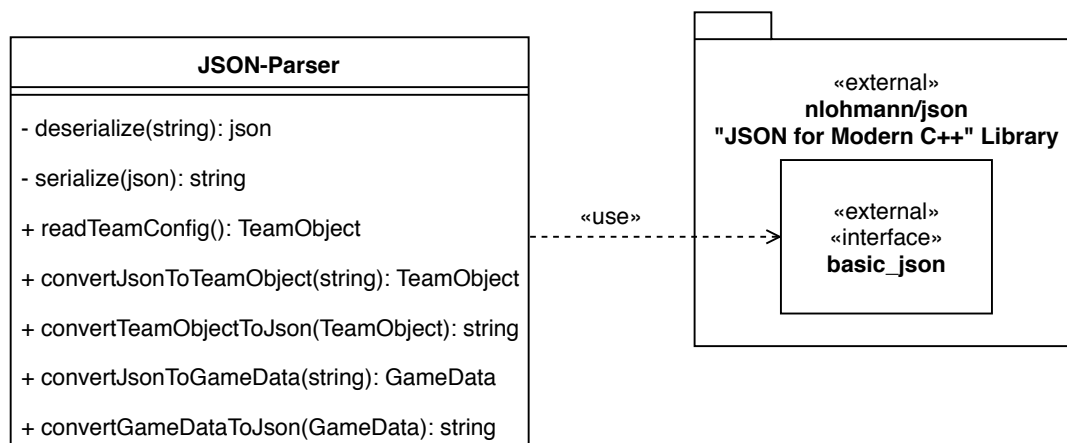 JSON-Parser
- deserialize(string): json
- serialize(json): string
+ readTeamConfig(): TeamObject
+ convertJsonToTeamObject(string): TeamObject
+ convertTeamObjectToJson(TeamObject): string
+ convertJsonToGameData(string): GameData
+ convertGameDataToJson(GameData): string
«use»
«external»
nlohmann/json
"JSON for Modern C++" Library
«external»
«interface»
basic_json